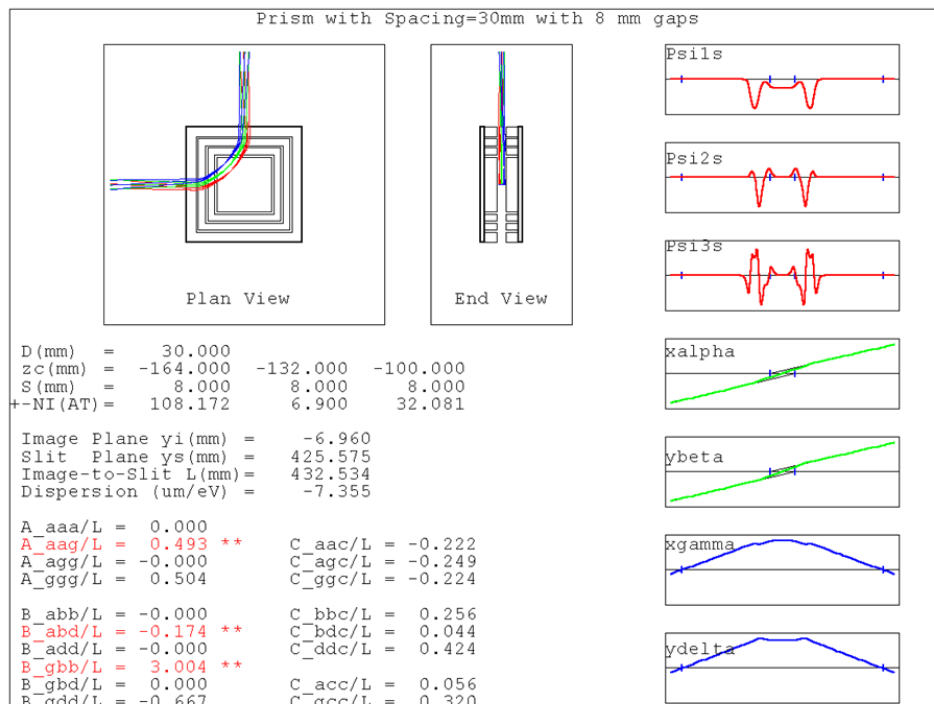 Prism with Spacing=30mm with 8 mm gaps
Plan View
End View
Psi1s
Psi2s
Psi3s
xalpha
ybeta
xgamma
ydelta
D(mm) = 30.000
zc(mm) = -164.000 -132.000 -100.000
S(mm) = 8.000 8.000 8.000
+-NI(AT)= 108.172 6.900 32.081
Image Plane yi(mm) = -6.960
Slit Plane ys(mm) = 425.575
Image-to-Slit L(mm)= 432.534
Dispersion (um/eV) = -7.355
A_aaa/L = 0.000
A_aag/L = 0.493 ** C_aac/L = -0.222
A_agg/L = -0.000 C_agc/L = -0.249
A_ggg/L = 0.504 C_ggc/L = -0.224
B_abb/L = -0.000 C_bbc/L = 0.256
B_abd/L = -0.174 ** C_bdc/L = 0.044
B_add/L = -0.000 C_ddc/L = 0.424
B_gbb/L = 3.004 **
B_gbd/L = 0.000 C_acc/L = 0.056
B_gdd/L = -0.667 C_gcc/L = 0.320